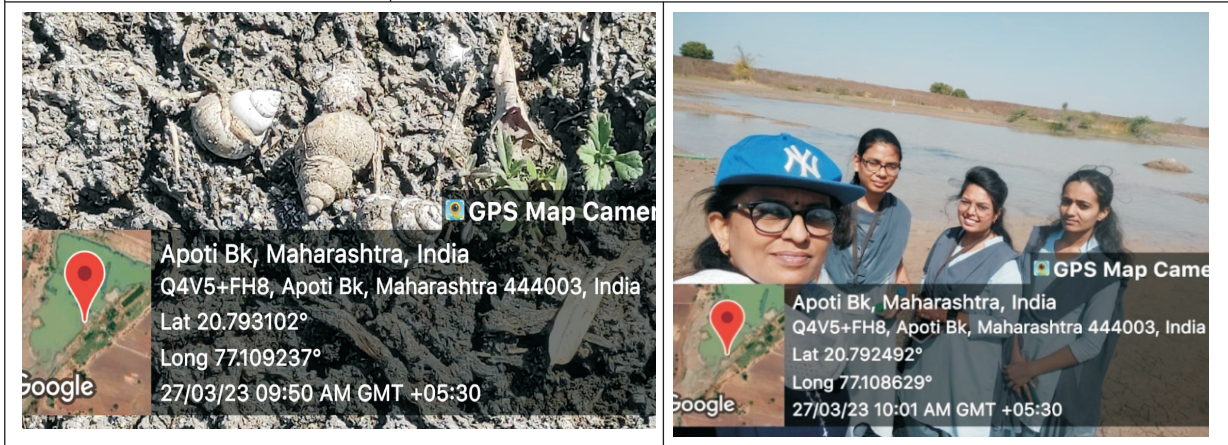 GPS Map Camer
Apoti Bk, Maharashtra, India
Q4V5+FH8, Apoti Bk, Maharashtra 444003, India
Lat 20.793102°
Long 77.109237°
27/03/23 09:50 AM GMT +05:30
Google
NY
GPS Map Came
Apoti Bk, Maharashtra, India
Q4V5+FH8, Apoti Bk, Maharashtra 444003, India
Lat 20.792492°
Long 77.108629°
27/03/23 10:01 AM GMT +05:30
Google